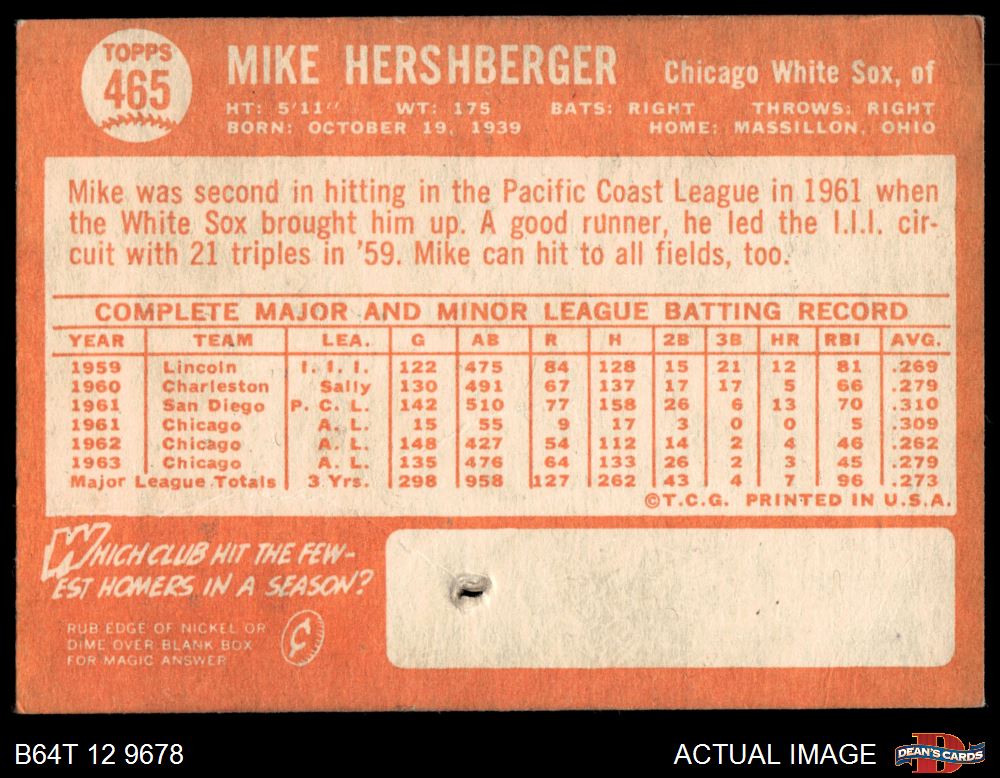 TOPPS
465
MIKE HERSHBERGER Chicago White Sox, of
HT: 5'11" WT: 175 BATS: RIGHT THROWS: RIGHT
BORN: OCTOBER 19, 1939 HOME: MASSILLON, OHIO
Mike was second in hitting in the Pacific Coast League in 1961 when
the White Sox brought him up. A good runner, he led the I.I.I. cir-
cuit with 21 triples in '59. Mike can hit to all fields, too.
COMPLETE MAJOR AND MINOR LEAGUE BATTING RECORD
YEAR TEAM LEA. G AB R H 2B 3B HR RBI AVG.
1959 Lincoln I. I. I. 122 475 84 128 15 21 12 81 .269
1960 Charleston Sally 130 491 67 137 17 17 5 66 .279
1961 San Diego P. C. L. 142 510 77 158 26 6 13 70 .310
1961 Chicago A. L. 15 55 9 17 3 0 0 5 .309
1962 Chicago A. L. 148 427 54 112 14 2 4 46 .262
1963 Chicago A. L. 135 476 64 133 26 2 3 45 .279
Major League Totals 3 Yrs. 298 958 127 262 43 4 7 96 .273
©T.C.G. PRINTED IN U.S.A.
WHICH CLUB HIT THE FEW-
EST HOMERS IN A SEASON?
RUB EDGE OF NICKEL OR
DIME OVER BLANK BOX
FOR MAGIC ANSWER
B64T 12 9678 ACTUAL IMAGE DEAN'S CARDS